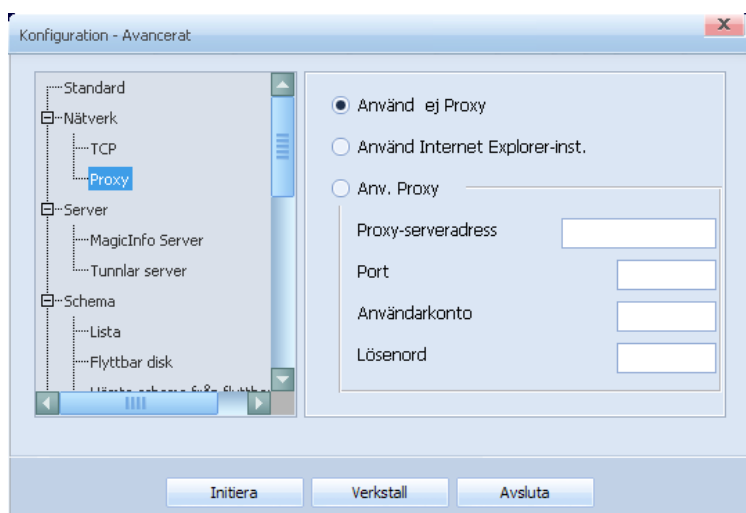 Konfiguration - Avancerat
Standard
Nätverk
TCP
Proxy
Server
MagicInfo Server
Tunnlar server
Schema
Lista
Flyttbar disk
Använd ej Proxy
Använd Internet Explorer-inst.
Anv. Proxy
Proxy-serveradress
Port
Användarkonto
Lösenord
Initiera
Verkställ
Avsluta